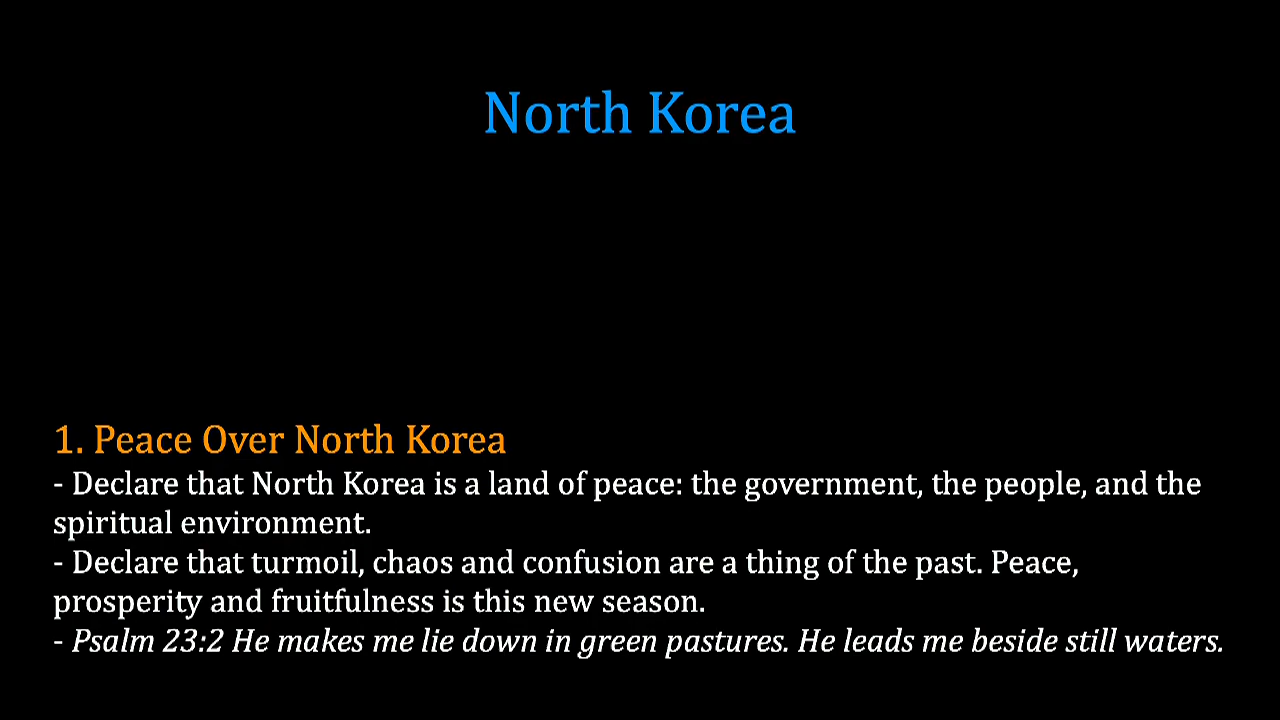 North Korea
1. Peace Over North Korea
- Declare that North Korea is a land of peace: the government, the people, and the
spiritual environment.
- Declare that turmoil, chaos and confusion are a thing of the past. Peace,
prosperity and fruitfulness is this new season.
- Psalm 23:2 He makes me lie down in green pastures. He leads me beside still waters.